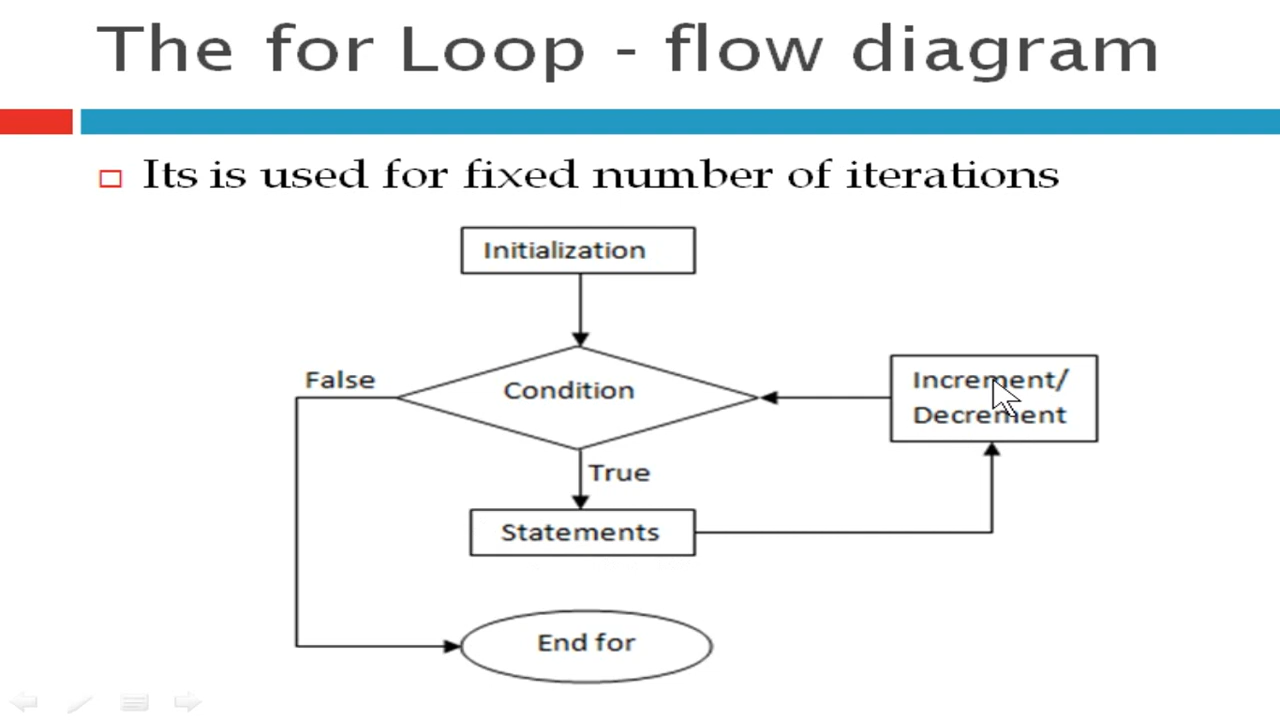 The for Loop - flow diagram
Its is used for fixed number of iterations
Initialization
False
Condition
Increment/
Decrement
True
Statements
End for